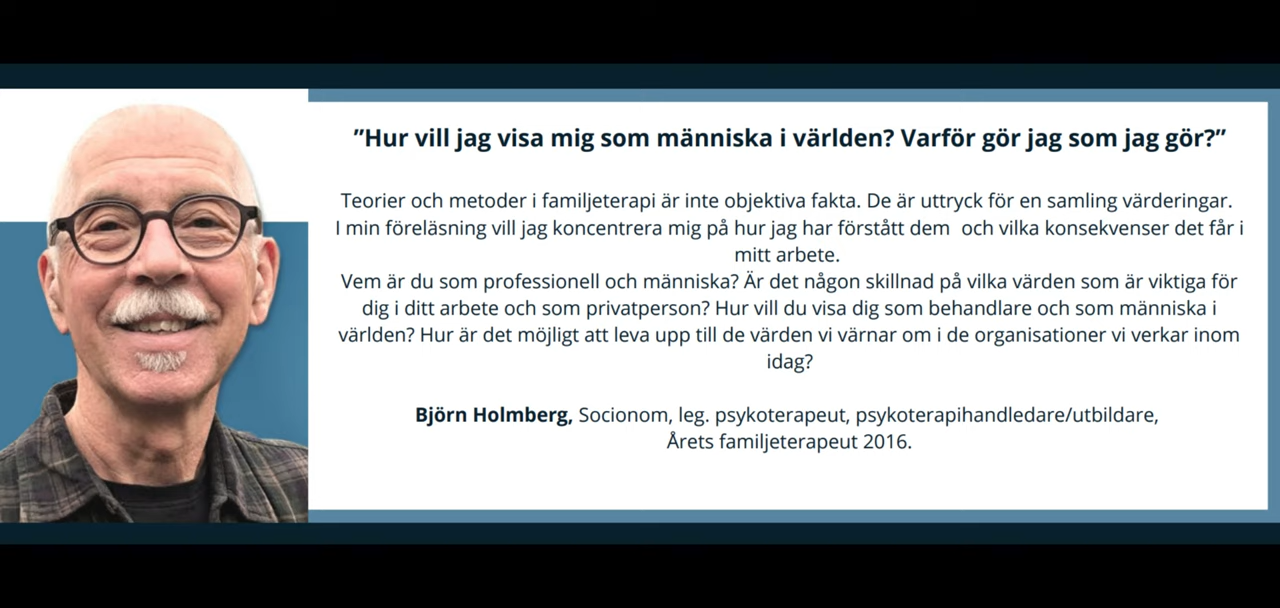 ”Hur vill jag visa mig som människa i världen? Varför gör jag som jag gör?”
Teorier och metoder i familjeterapi är inte objektiva fakta. De är uttryck för en samling värderingar.
I min föreläsning vill jag koncentrera mig på hur jag har förstått dem  och vilka konsekvenser det får i
mitt arbete.
Vem är du som professionell och människa? Är det någon skillnad på vilka värden som är viktiga för
dig i ditt arbete och som privatperson? Hur vill du visa dig som behandlare och som människa i
världen? Hur är det möjligt att leva upp till de värden vi värnar om i de organisationer vi verkar inom
idag?
Björn Holmberg, Socionom, leg. psykoterapeut, psykoterapihandledare/utbildare,
Årets familjeterapeut 2016.